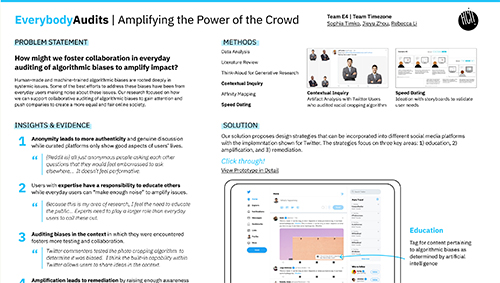 EverybodyAudits | Amplifying the Power of the Crowd
Team E4 | Team Timezone
Sophia Timko, Jiayu Zhou, Rebecca Li
HCII
PROBLEM STATEMENT
How might we foster collaboration in everyday
auditing of algorithmic biases to amplify impact?
Human-made and machine-trained algorithmic biases are rooted deeply in
systemic issues. Some of the best efforts to address these biases have been from
everyday users making noise about these issues. Our research focused on how
we can support collaborative auditing of algorithmic biases to gain attention and
push companies to create a more equal and fair online society.
METHODS
Data Analysis
Literature Review
Think-Aloud for Generative Research
Contextual Inquiry
Affinity Mapping
Speed Dating
Contextual Inquiry
Artifact Analysis with Twitter Users
who audited social cropping algorithm
Speed Dating
Ideation with storyboards to validate
user needs
INSIGHTS & EVIDENCE
1 Anonymity leads to more authenticity and genuine discussion
while curated platforms only show good aspects of users' lives.
“ [Reddit is] all just anonymous people asking each other
questions that they would feel embarrassed to ask
elsewhere... It doesn't feel performative.
2 Users with expertise have a responsibility to educate others
while everyday users can "make enough noise" to amplify issues.
“ Because this is my area of research, I feel the need to educate
the public... Experts need to play a larger role than everyday
users to call these out.
3 Auditing biases in the context in which they were encountered
fosters more testing and collaboration.
“ Twitter commenters tested the photo cropping algorithm to
determine it was biased. I think the built-in capability within
Twitter allows users to share ideas in the context.
4 Amplification leads to remediation by raising enough awareness
SOLUTION
Our solution proposes design strategies that can be incorporated into different social media platforms
with the implementation shown for Twitter. The strategies focus on three key areas: 1) education, 2)
amplification, and 3) remediation.
Click through!
View Prototype in Detail
Education
Tag for content pertaining
to algorithmic biases as
determined by artificial
intelligence